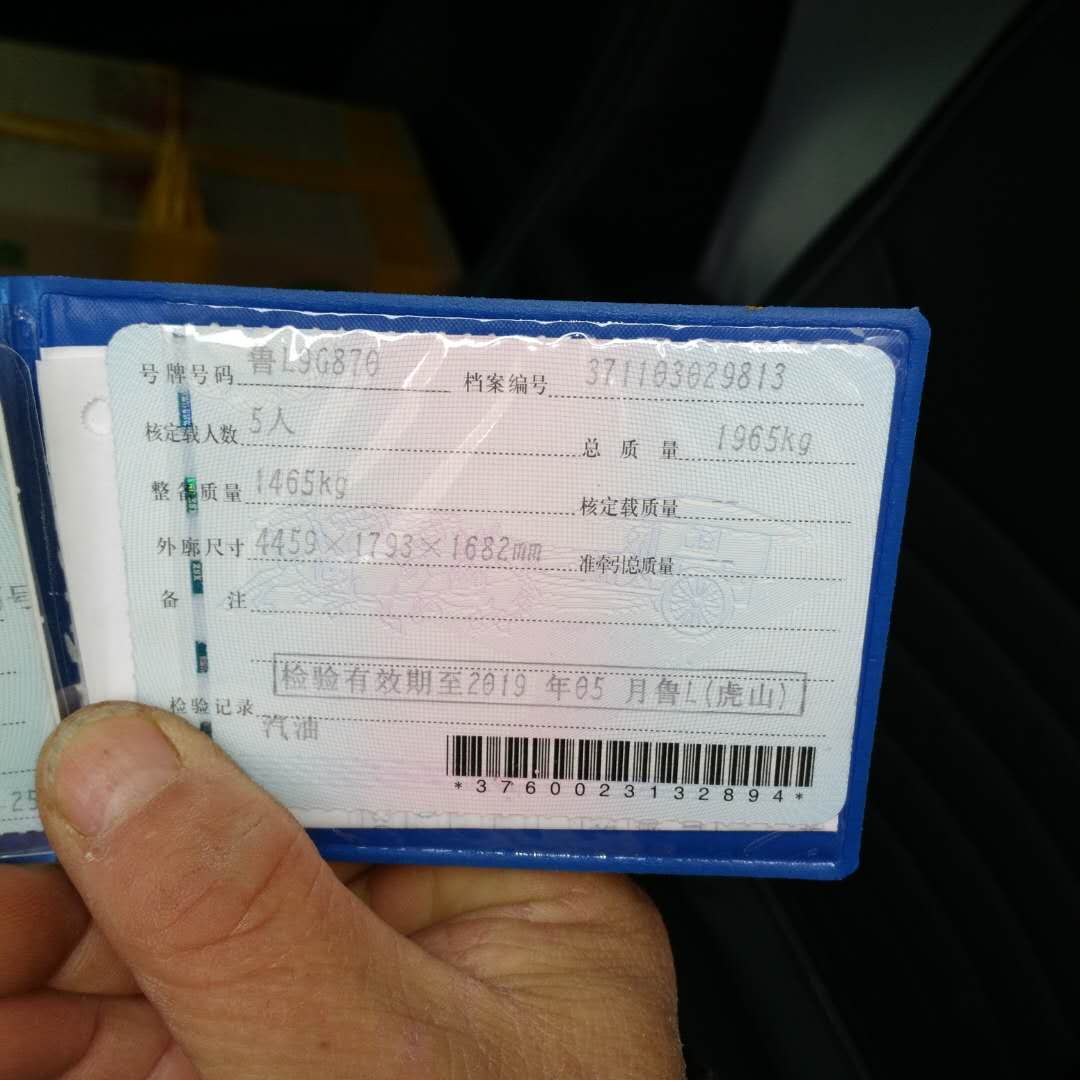 号牌号码 鲁L9G870 档案编号 371103029813
核定载人数 5人 总质量 1965kg
整备质量 1465kg 核定载质量
外廓尺寸 4459×1793×1682mm 准牵引总质量
备注
检验有效期至2019年05月鲁L(虎山)
检验记录
汽油
*3760023132894*
号
25